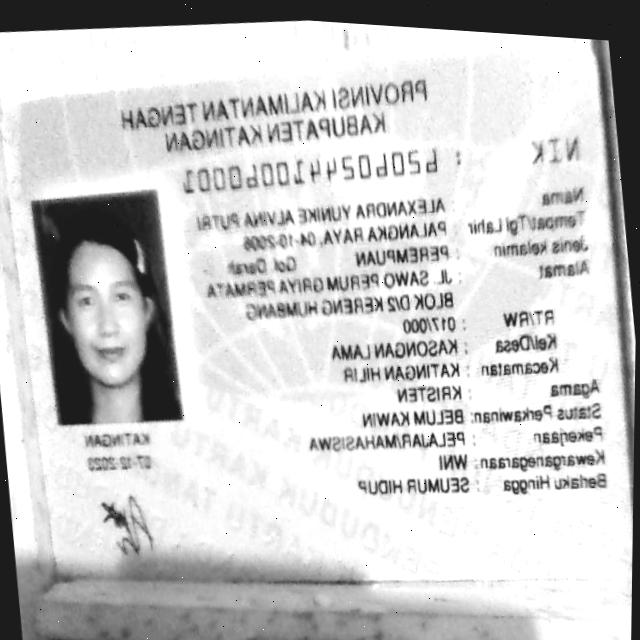 PROVINSI KALIMANTAN TENGAH
KABUPATEN KATINGAN
NIK : 6206024410060001
Nama : ALEXANDRA YUNIKE ALVINA PUTRI
Tempat/Tgl Lahir : PALANGKA RAYA, 04-10-2006
Jenis kelamin : PEREMPUAN Gol. Darah :
Alamat : JL. SAWO PERUM GRIYA PERMATA
BLOK D/2 KERENG HUMBANG
RT/RW : 017/000
Kel/Desa : KASONGAN LAMA
Kecamatan : KATINGAN HILIR
Agama : KRISTEN
Status Perkawinan: BELUM KAWIN
Pekerjaan : PELAJAR/MAHASISWA
Kewarganegaraan: WNI
Berlaku Hingga : SEUMUR HIDUP
KATINGAN
07-12-2023